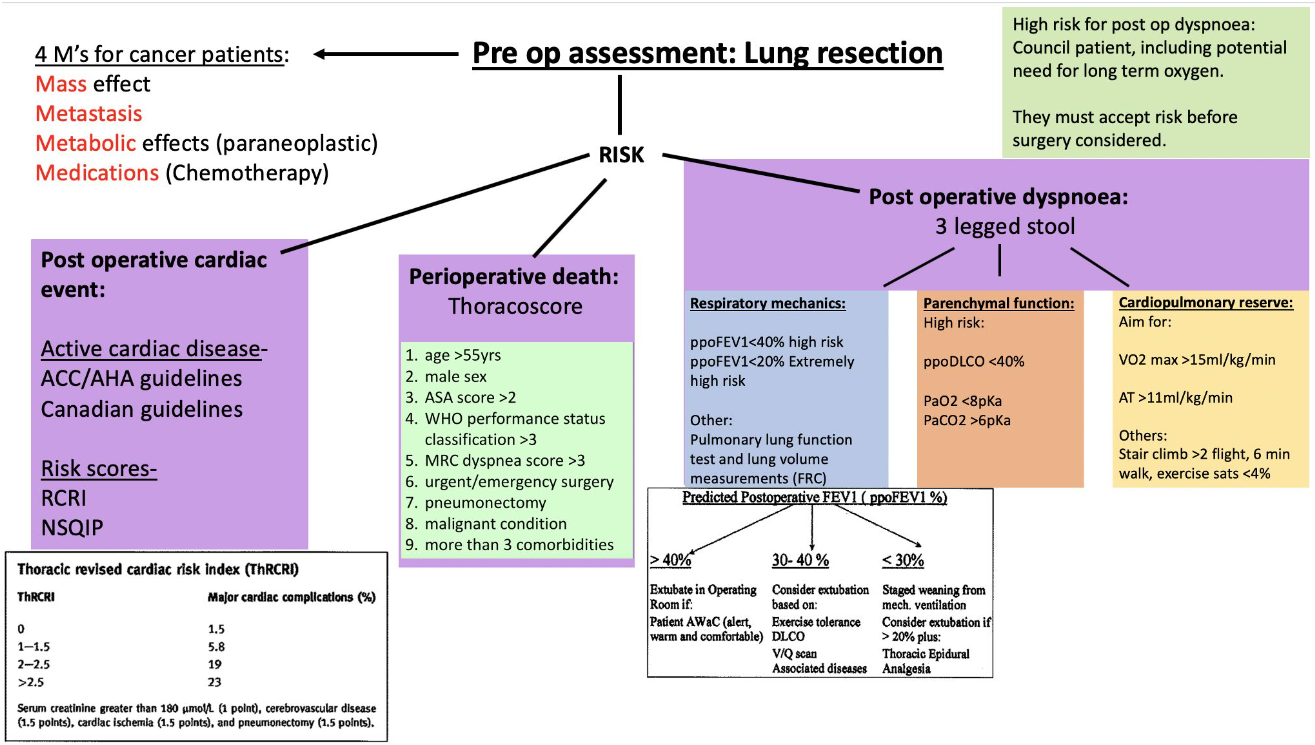 Pre op assessment: Lung resection
4 M's for cancer patients:
Mass effect
Metastasis
Metabolic effects (paraneoplastic)
Medications (Chemotherapy)
High risk for post op dyspnoea:
Council patient, including potential
need for long term oxygen.
They must accept risk before
surgery considered.
RISK
Post operative cardiac
event:
Active cardiac disease-
ACC/AHA guidelines
Canadian guidelines
Risk scores-
RCRI
NSQIP
Thoracic revised cardiac risk index (ThRCRI)
ThRCRI Major cardiac complications (%)
0 1.5
1–1.5 5.8
2–2.5 19
>2.5 23
Serum creatinine greater than 180 μmol/L (1 point), cerebrovascular disease
(1.5 points), cardiac ischemia (1.5 points), and pneumonectomy (1.5 points).
Perioperative death:
Thoracoscore
1. age >55yrs
2. male sex
3. ASA score >2
4. WHO performance status
classification >3
5. MRC dyspnea score >3
6. urgent/emergency surgery
7. pneumonectomy
8. malignant condition
9. more than 3 comorbidities
Post operative dyspnoea:
3 legged stool
Respiratory mechanics:
ppoFEV1<40% high risk
ppoFEV1<20% Extremely
high risk
Other:
Pulmonary lung function
test and lung volume
measurements (FRC)
Parenchymal function:
High risk:
ppoDLCO <40%
PaO2 <8pKa
PaCO2 >6pKa
Cardiopulmonary reserve:
Aim for:
VO2 max >15ml/kg/min
AT >11ml/kg/min
Others:
Stair climb >2 flight, 6 min
walk, exercise sats <4%
Predicted Postoperative FEV1 ( ppoFEV1 %)
> 40%
Extubate in Operating
Room if:
Patient AWaC (alert,
warm and comfortable)
30- 40 %
Consider extubation
based on:
Exercise tolerance
DLCO
V/Q scan
Associated diseases
< 30%
Staged weaning from
mech. ventilation
Consider extubation if
> 20% plus:
Thoracic Epidural
Analgesia